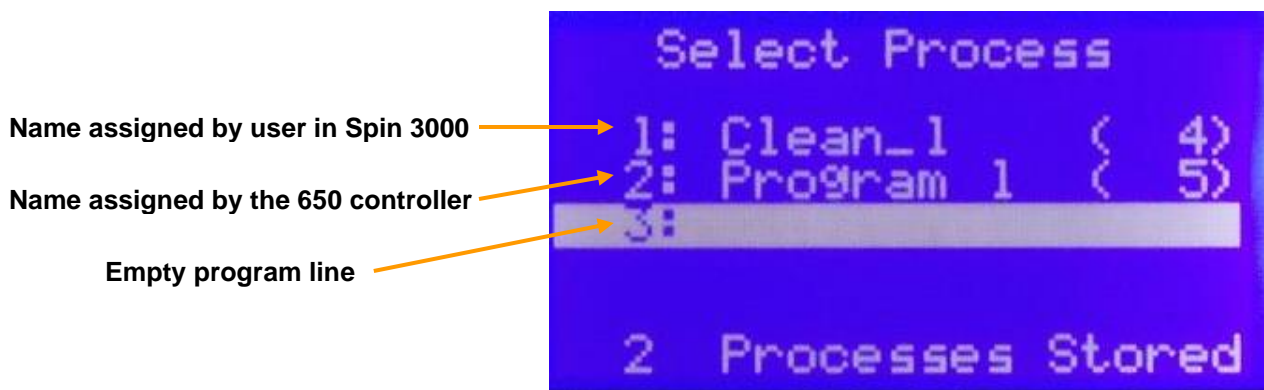 Select Process
Name assigned by user in Spin 3000
1: Clean_1 ( 4)
Name assigned by the 650 controller
2: Program 1 ( 5)
3:
Empty program line
2 Processes Stored